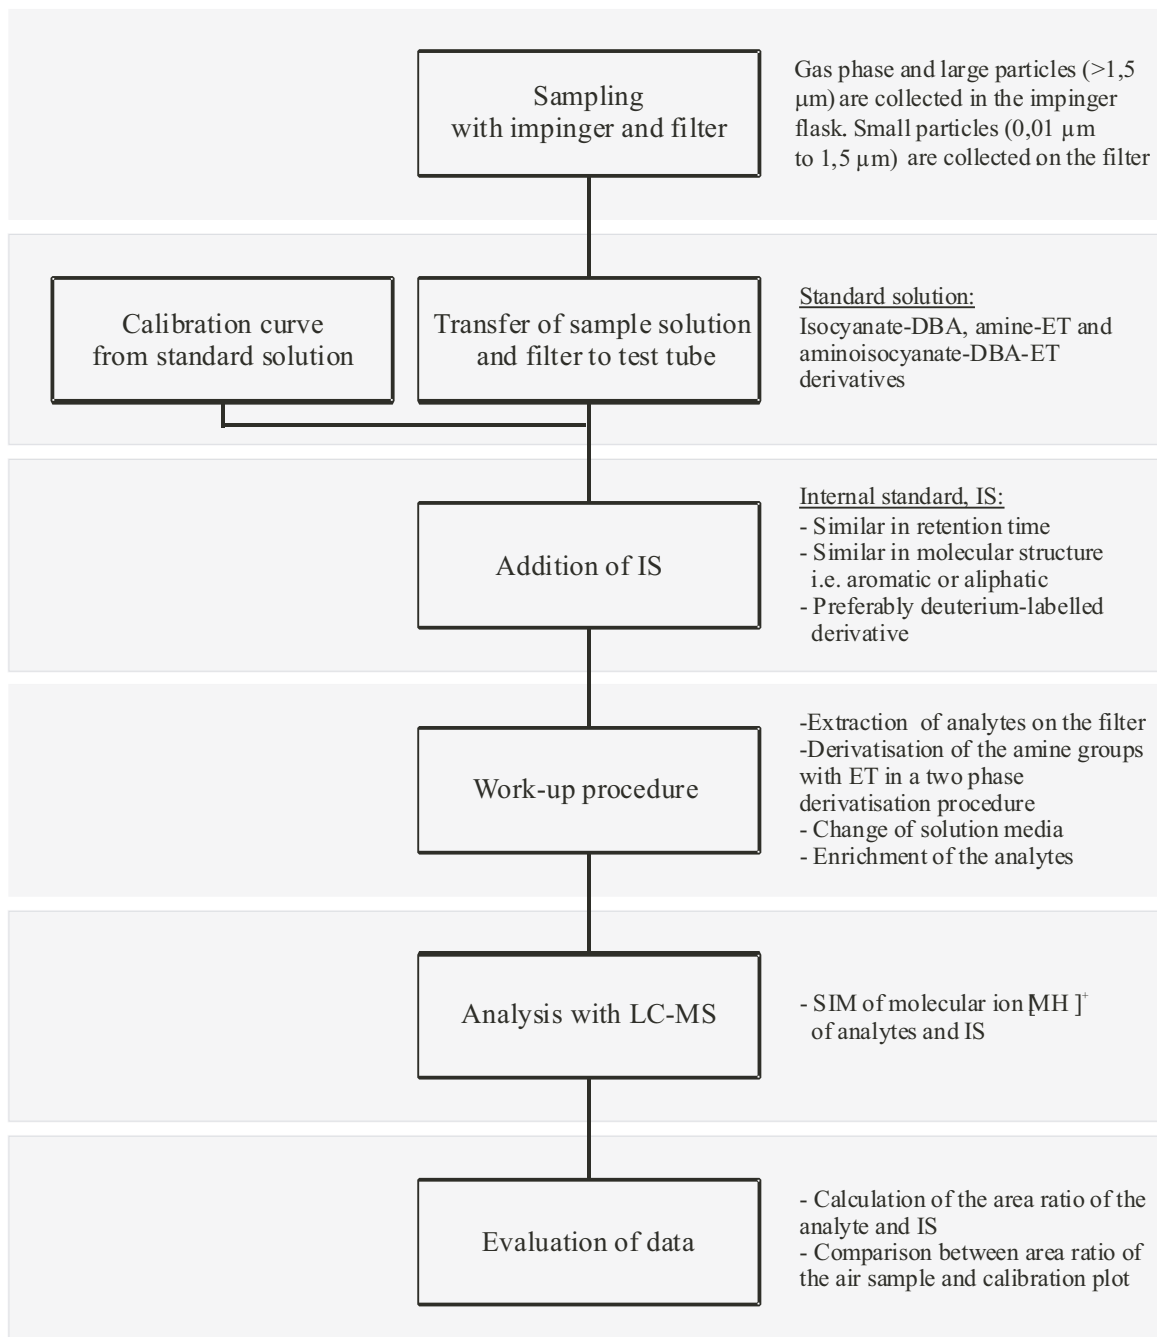 Sampling
with impinger and filter
Gas phase and large particles (>1,5
µm) are collected in the impinger
flask. Small particles (0,01 µm
to 1,5 µm) are collected on the filter
Calibration curve
from standard solution
Transfer of sample solution
and filter to test tube
Standard solution:
Isocyanate-DBA, amine-ET and
aminoisocyanate-DBA-ET
derivatives
Addition of IS
Internal standard, IS:
- Similar in retention time
- Similar in molecular structure
i.e. aromatic or aliphatic
- Preferably deuterium-labelled
derivative
Work-up procedure
-Extraction of analytes on the filter
-Derivatisation of the amine groups
with ET in a two phase
derivatisation procedure
- Change of solution media
- Enrichment of the analytes
Analysis with LC-MS
- SIM of molecular ion [MH]⁺
of analytes and IS
Evaluation of data
- Calculation of the area ratio of the
analyte and IS
- Comparison between area ratio of
the air sample and calibration plot